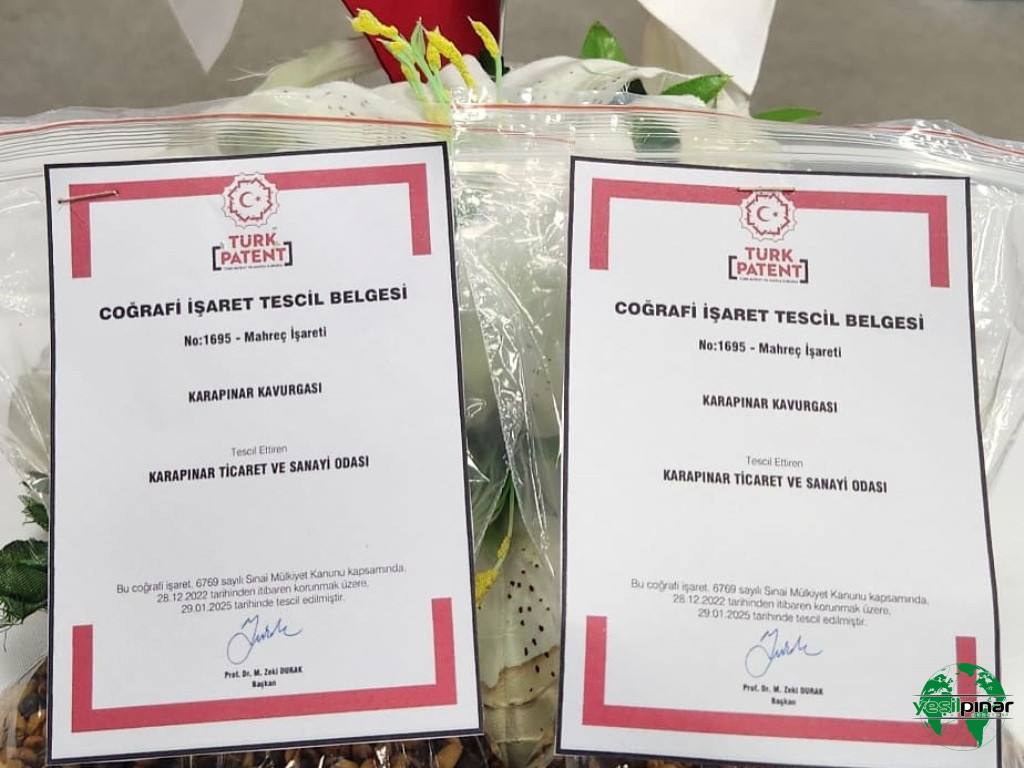 TÜRK
PATENT
COĞRAFİ İŞARET TESCİL BELGESİ
No:1695 - Mahreç İşareti
KARAPINAR KAVURGASI
Tescil Ettiren
KARAPINAR TİCARET VE SANAYİ ODASI
Bu coğrafi işaret, 6769 sayılı Sınai Mülkiyet Kanunu kapsamında,
28.12.2022 tarihinden itibaren korunmak üzere,
29.01.2025 tarihinde tescil edilmiştir.
Prof. Dr. M. Zeki DURAK
Başkan
TÜRK
PATENT
COĞRAFİ İŞARET TESCİL BELGESİ
No:1695 - Mahreç İşareti
KARAPINAR KAVURGASI
Tescil Ettiren
KARAPINAR TİCARET VE SANAYİ ODASI
Bu coğrafi işaret, 6769 sayılı Sınai Mülkiyet Kanunu kapsamında,
28.12.2022 tarihinden itibaren korunmak üzere,
29.01.2025 tarihinde tescil edilmiştir.
Prof. Dr. M. Zeki DURAK
Başkan
yesilpinar